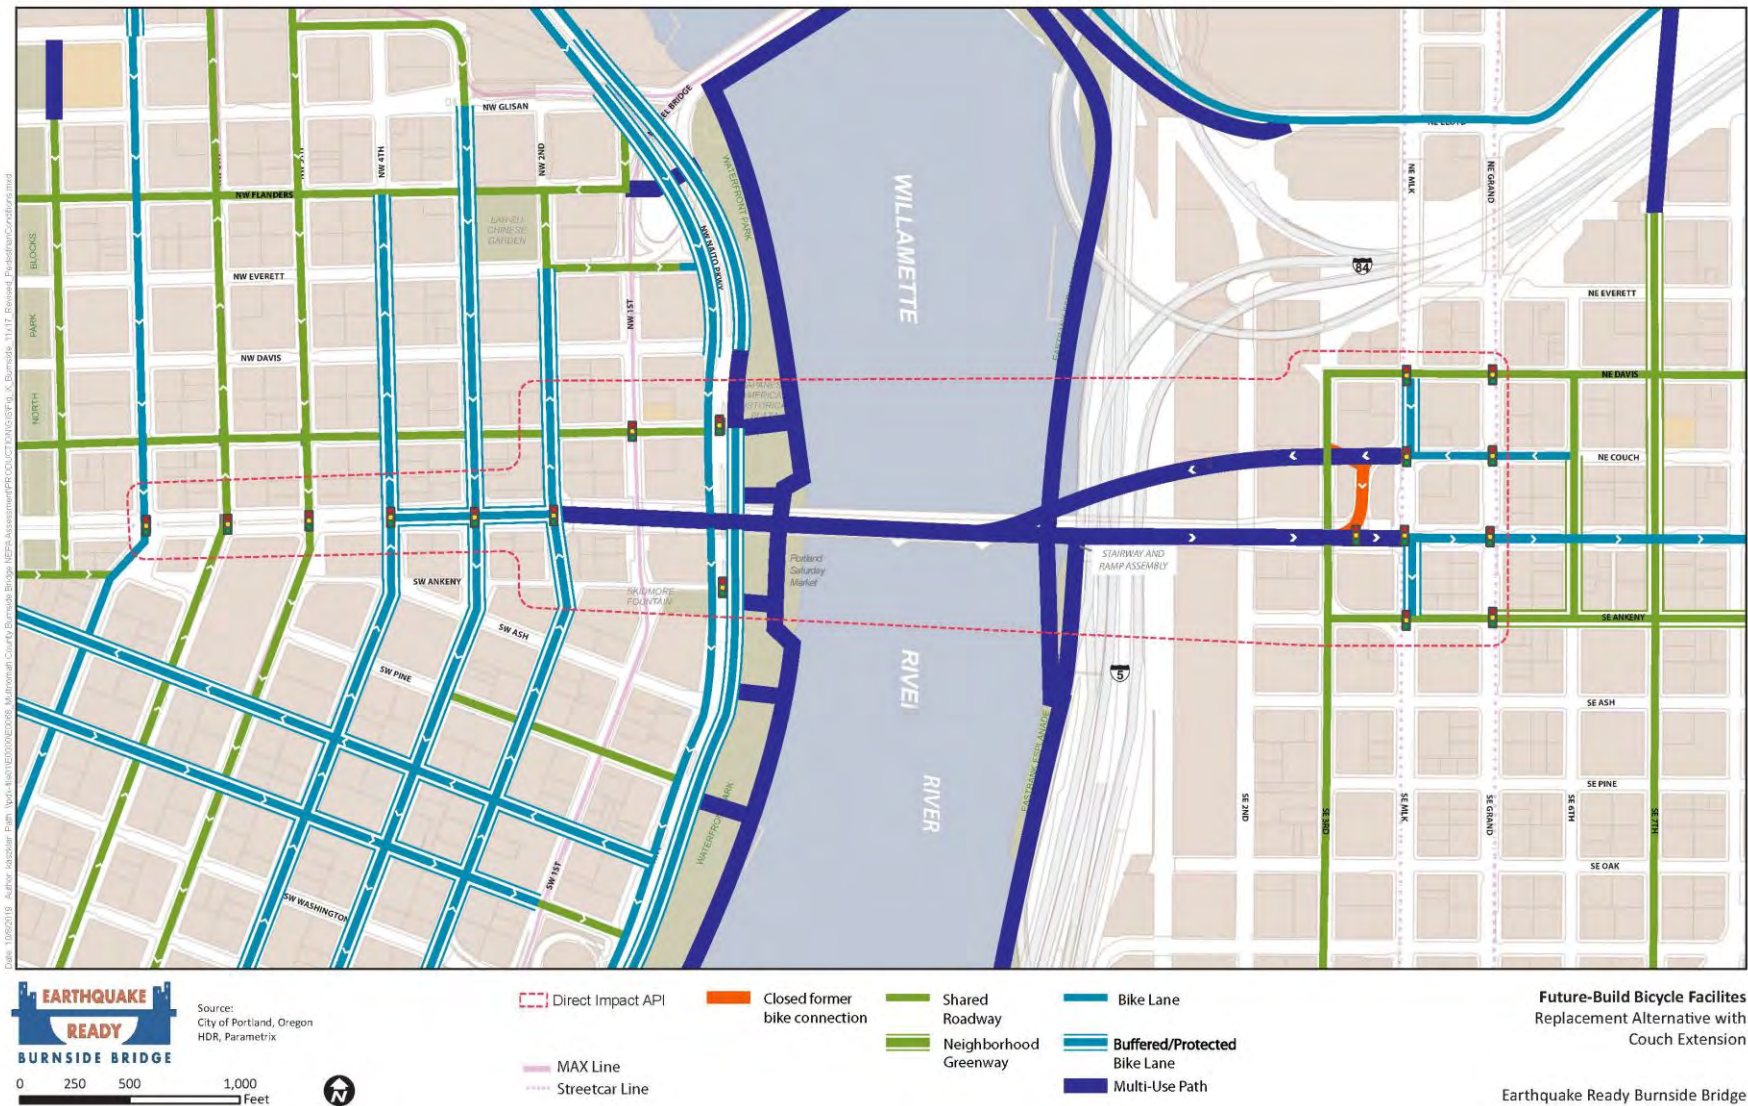 NW GLISAN
NW 4TH
NW 2ND
NW FLANDERS
LAN SU
CHINESE
GARDEN
WATERFRONT PARK
NW NAITO PKWY
NW EVERETT
NW 1ST
NW DAVIS
NORTH PARK BLOCKS
WILLAMETTE
RIVER
RIVER
NE LLOYD
NE MLK
NE GRAND
84
NE EVERETT
NE DAVIS
NE COUCH
STAIRWAY AND
RAMP ASSEMBLY
Portland
Saturday
Market
SKIDMORE
FOUNTAIN
SW ANKENY
SW ASH
SW PINE
SW 1ST
SW WASHINGTON
5
EASTBANK ESPLANADE
SE ANKENY
SE ASH
SE PINE
SE OAK
SE 2ND
SE 3RD
SE MLK
SE GRAND
SE 6TH
SE 7TH
EARTHQUAKE
READY
BURNSIDE BRIDGE
Source:
City of Portland, Oregon
HDR, Parametrix
0 250 500 1,000
Feet
N
Direct Impact API
MAX Line
Streetcar Line
Closed former
bike connection
Shared
Roadway
Neighborhood
Greenway
Bike Lane
Buffered/Protected
Bike Lane
Multi-Use Path
Future-Build Bicycle Facilites
Replacement Alternative with
Couch Extension
Earthquake Ready Burnside Bridge